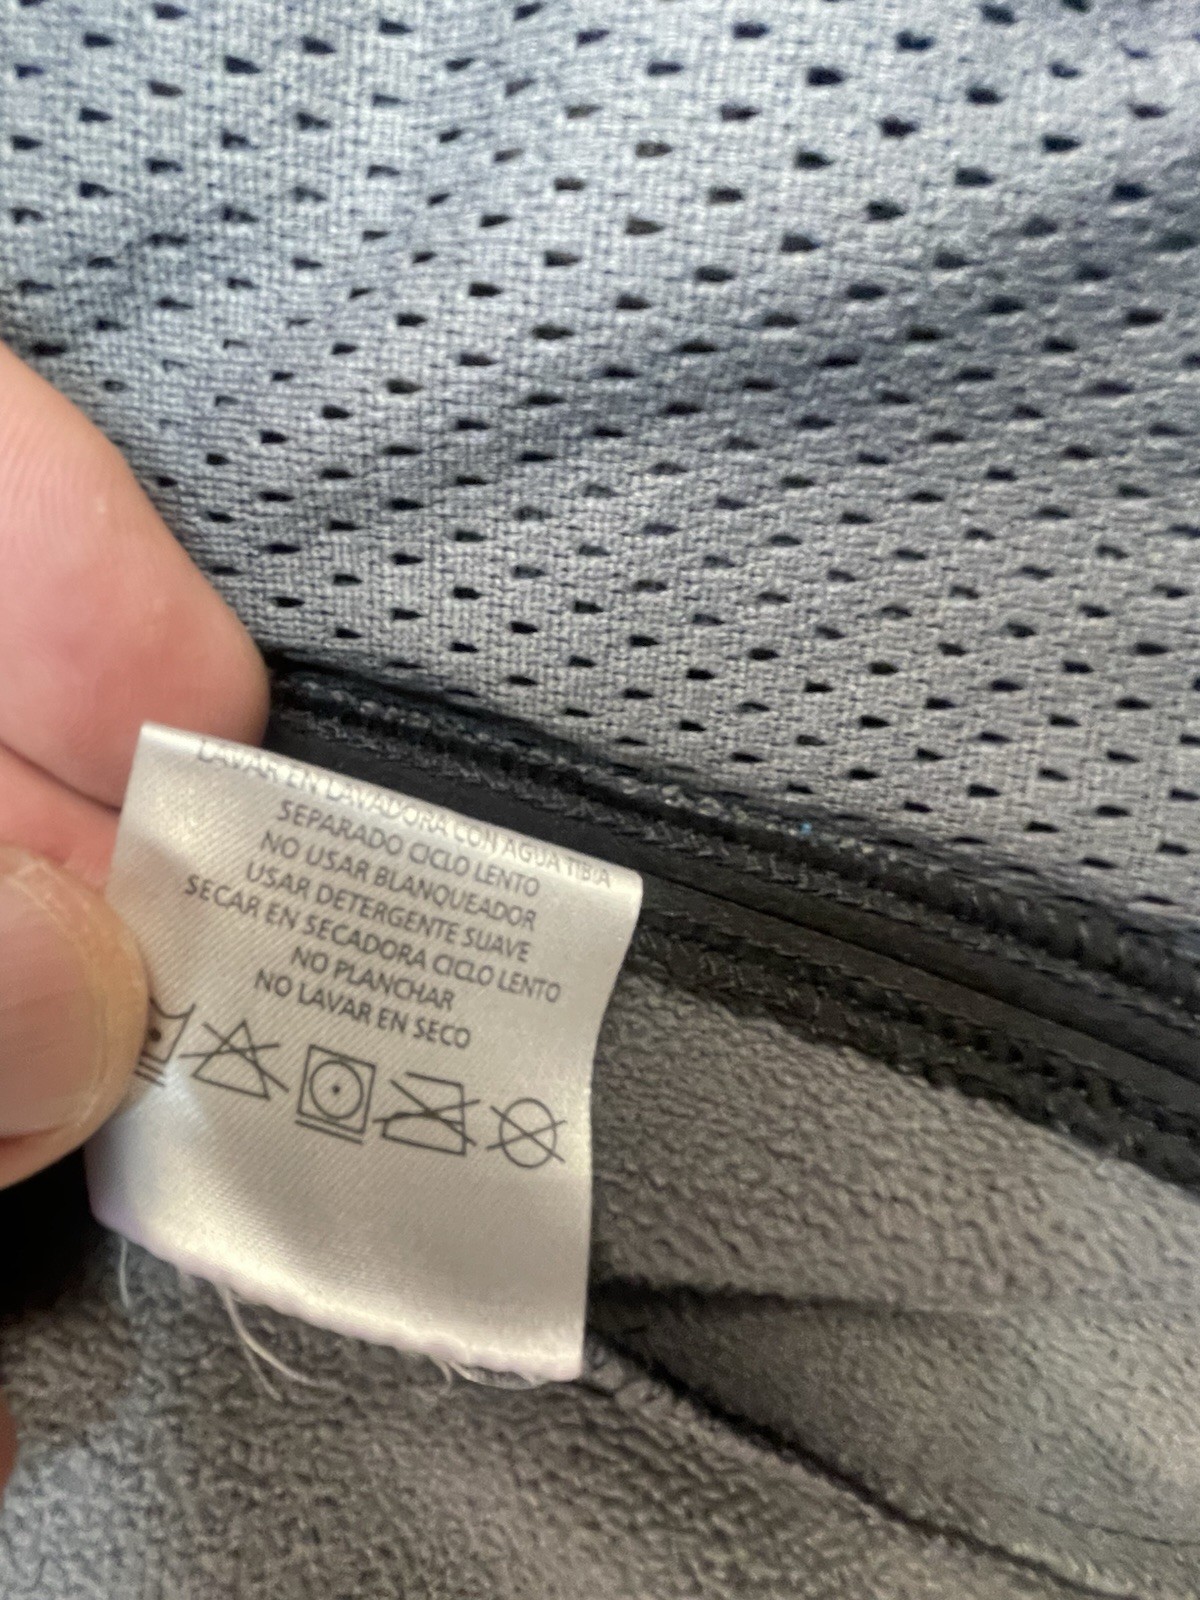 LAVAR EN LAVADORA CON AGUA TIBIA
SEPARADO CICLO LENTO
NO USAR BLANQUEADOR
USAR DETERGENTE SUAVE
SECAR EN SECADORA CICLO LENTO
NO PLANCHAR
NO LAVAR EN SECO